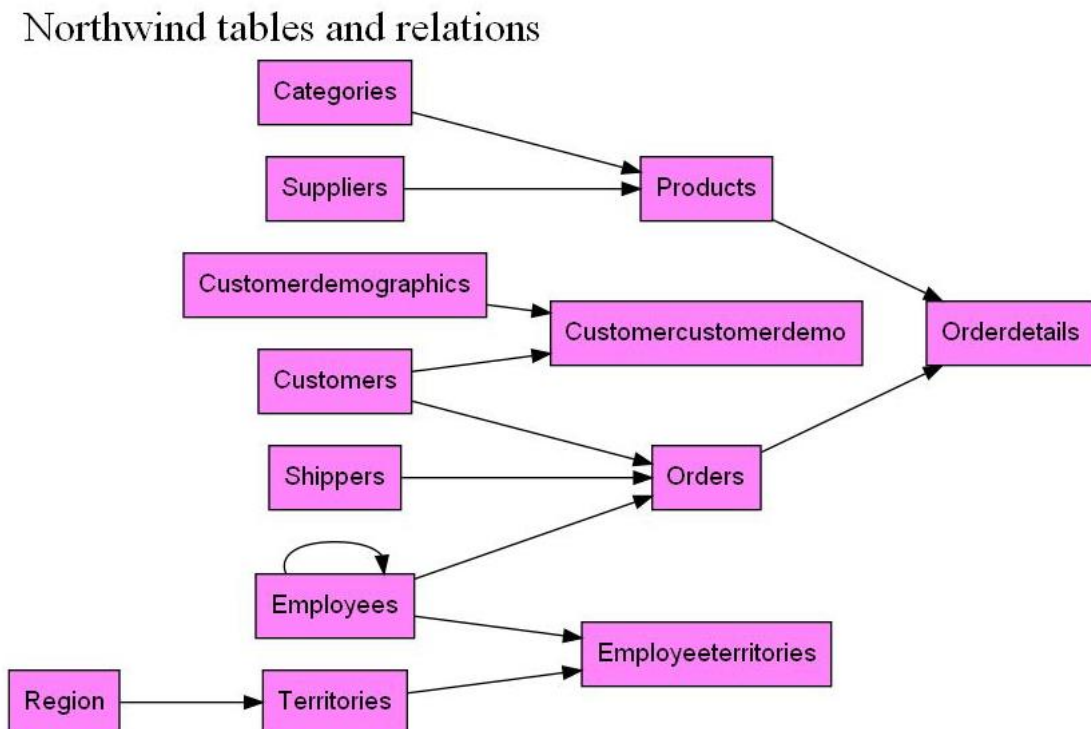 Northwind tables and relations
Categories
Suppliers
Products
Customerdemographics
Customercustomerdemo
Orderdetails
Customers
Shippers
Orders
Employees
Employeeterritories
Region
Territories